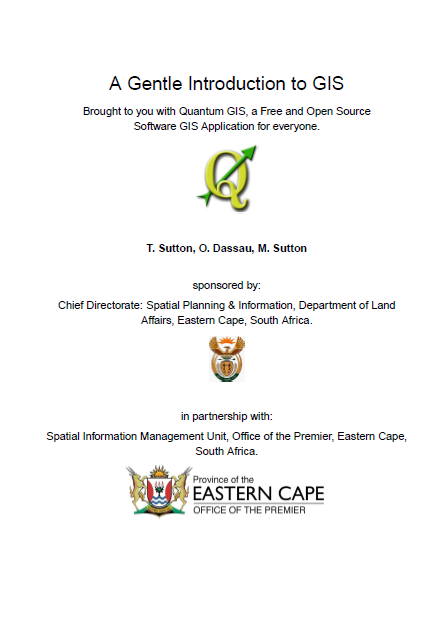 A Gentle Introduction to GIS
Brought to you with Quantum GIS, a Free and Open Source
Software GIS Application for everyone.
T. Sutton, O. Dassau, M. Sutton
sponsored by:
Chief Directorate: Spatial Planning & Information, Department of Land
Affairs, Eastern Cape, South Africa.
in partnership with:
Spatial Information Management Unit, Office of the Premier, Eastern Cape,
South Africa.
Province of the
EASTERN CAPE
OFFICE OF THE PREMIER